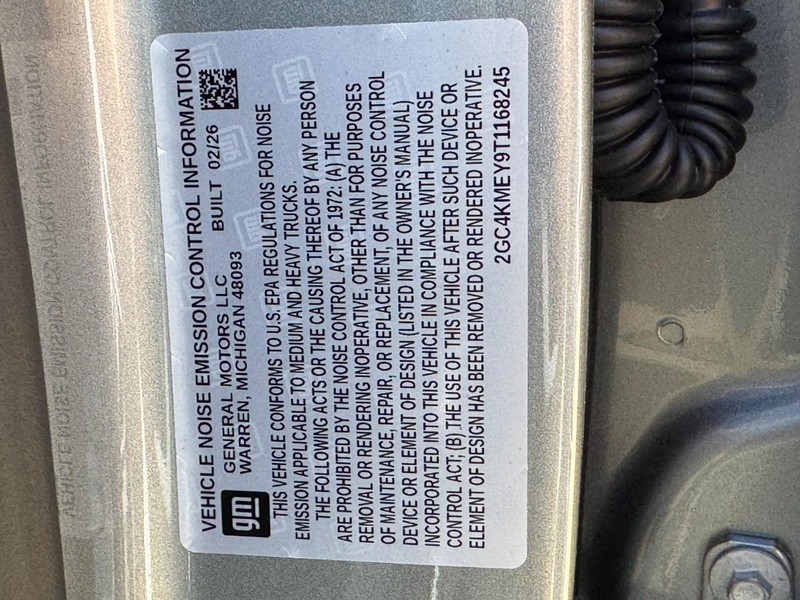 VEHICLE NOISE EMISSION CONTROL INFORMATION
gm
GENERAL MOTORS LLC
WARREN, MICHIGAN 48093
BUILT 02/26
THIS VEHICLE CONFORMS TO U.S. EPA REGULATIONS FOR NOISE
EMISSION APPLICABLE TO MEDIUM AND HEAVY TRUCKS.
THE FOLLOWING ACTS OR THE CAUSING THEREOF BY ANY PERSON
ARE PROHIBITED BY THE NOISE CONTROL ACT OF 1972: (A) THE
REMOVAL OR RENDERING INOPERATIVE, OTHER THAN FOR PURPOSES
OF MAINTENANCE, REPAIR, OR REPLACEMENT, OF ANY NOISE CONTROL
DEVICE OR ELEMENT OF DESIGN (LISTED IN THE OWNER'S MANUAL)
INCORPORATED INTO THIS VEHICLE IN COMPLIANCE WITH THE NOISE
CONTROL ACT; (B) THE USE OF THIS VEHICLE AFTER SUCH DEVICE OR
ELEMENT OF DESIGN HAS BEEN REMOVED OR RENDERED INOPERATIVE.
2GC4KMEY9T1168245